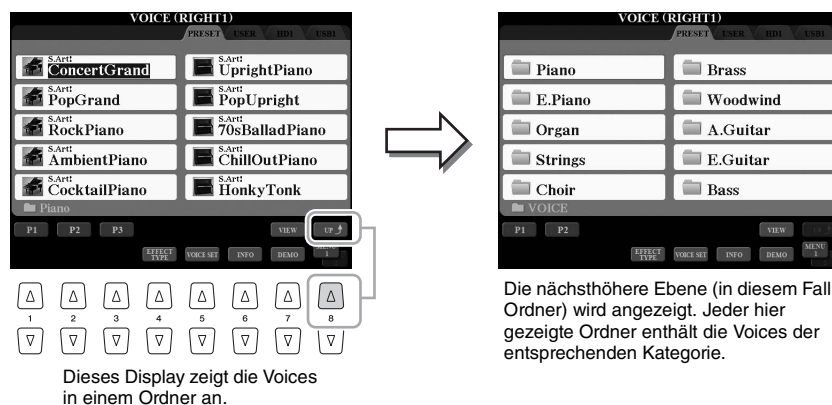 VOICE (RIGHT1)
PRESET USER HD1 USB1
S.Art!
ConcertGrand
S.Art!
UprightPiano
S.Art!
PopGrand
S.Art!
PopUpright
S.Art!
RockPiano
S.Art!
70sBalladPiano
S.Art!
AmbientPiano
S.Art!
ChillOutPiano
S.Art!
CocktailPiano
S.Art!
HonkyTonk
Piano
P1 P2 P3 VIEW UP
EFFECT TYPE VOICE SET INFO DEMO
1 2 3 4 5 6 7 8
Dieses Display zeigt die Voices
in einem Ordner an.
VOICE (RIGHT1)
PRESET USER HD1 USB1
Piano Brass
E.Piano Woodwind
Organ A.Guitar
Strings E.Guitar
Choir Bass
VOICE
P1 P2 VIEW UP
EFFECT TYPE VOICE SET INFO DEMO MENU 1
Die nächsthöhere Ebene (in diesem Fall
Ordner) wird angezeigt. Jeder hier
gezeigte Ordner enthält die Voices der
entsprechenden Kategorie.